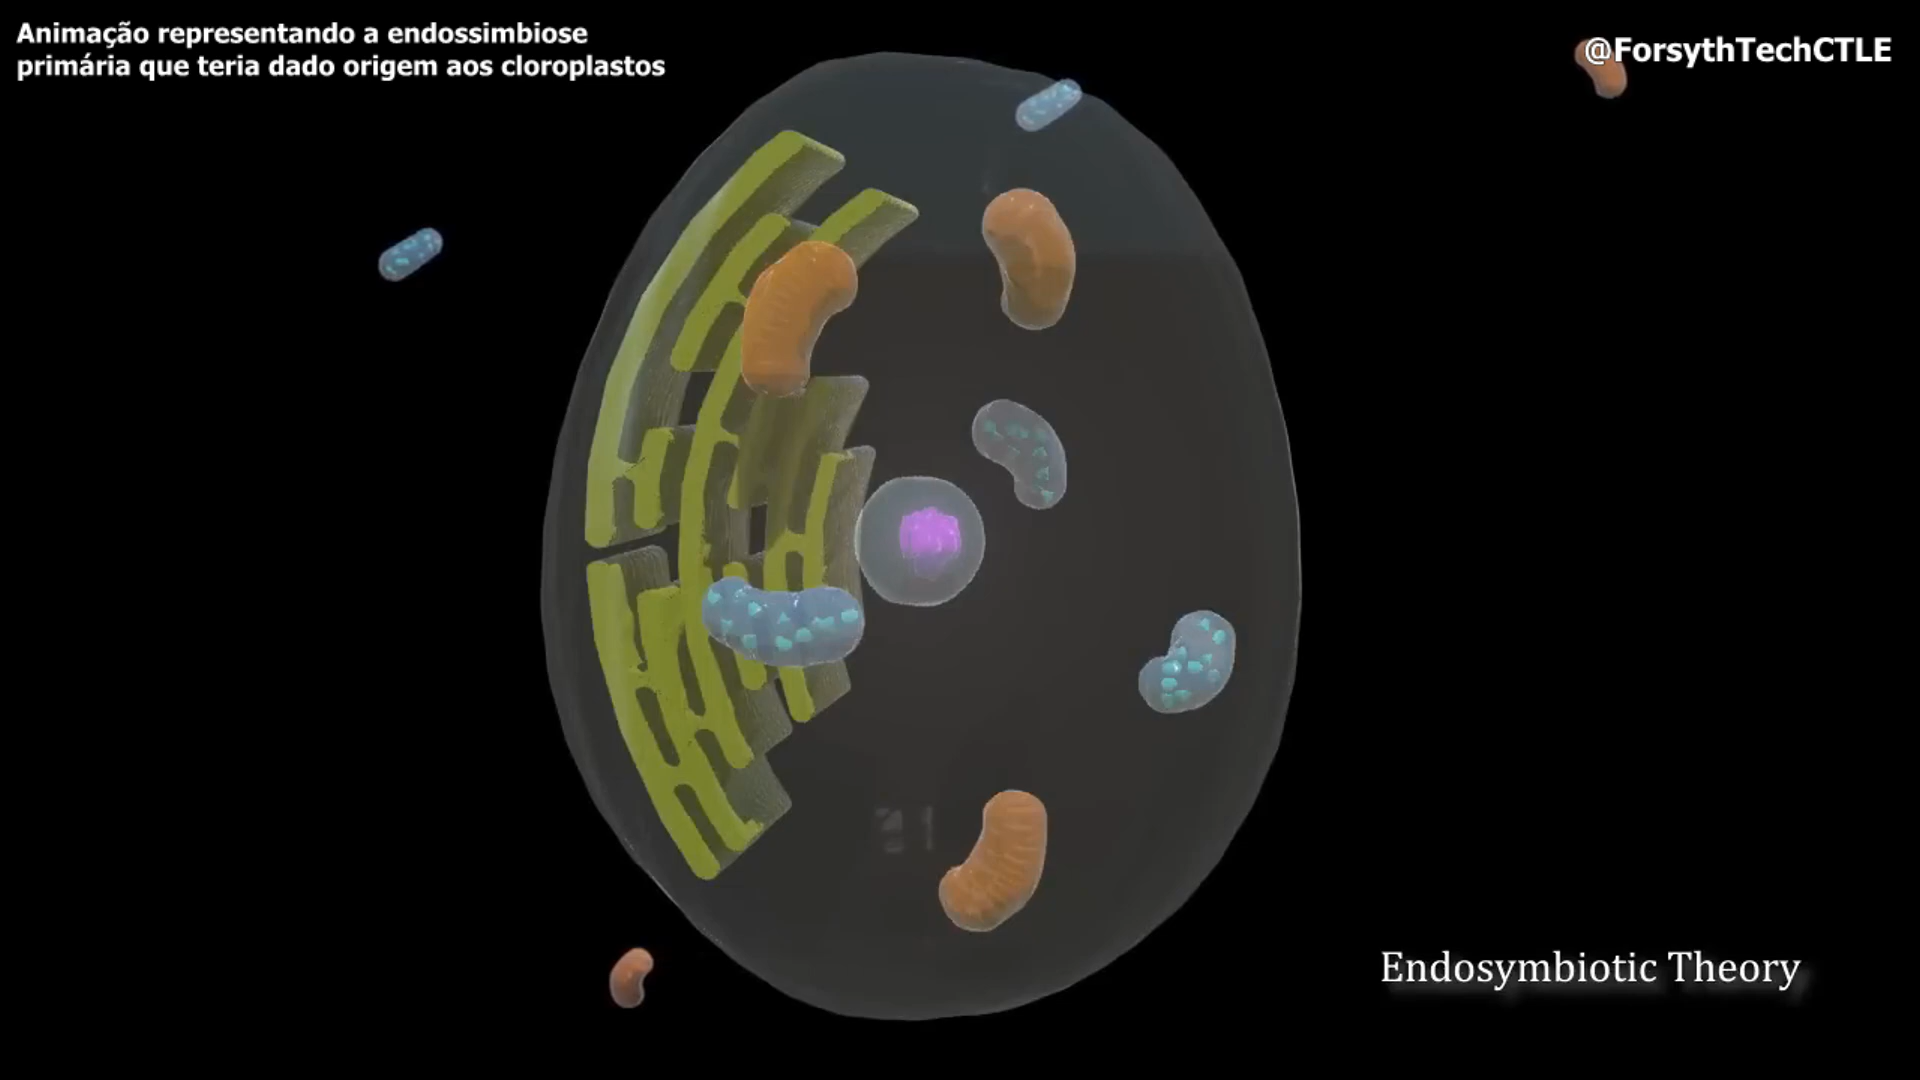 Animação representando a endossimbiose
primária que teria dado origem aos cloroplastos
@ForsythTechCTLE
Endosymbiotic Theory